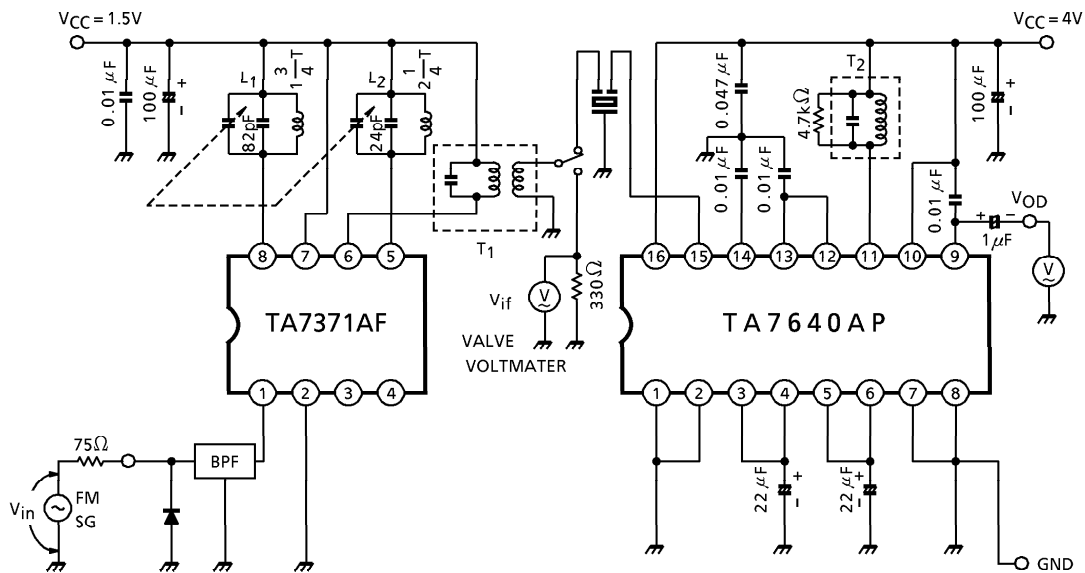 VCC = 1.5V
VCC = 4V
0.01 μF
100 μF
+
-
L1
1 3/4 T
82pF
L2
2 1/4 T
24pF
T1
0.047 μF
0.01 μF
0.01 μF
4.7kΩ
T2
100 μF
+
-
0.01 μF
VOD
+ -
1μF
V
8
7
6
5
TA7371AF
1
2
3
4
Vif
V
330Ω
VALVE
VOLTMATER
16
15
14
13
12
11
10
9
TA7640AP
1
2
3
4
5
6
7
8
75Ω
BPF
Vin
FM
SG
22 μF
+
-
22 μF
+
-
GND